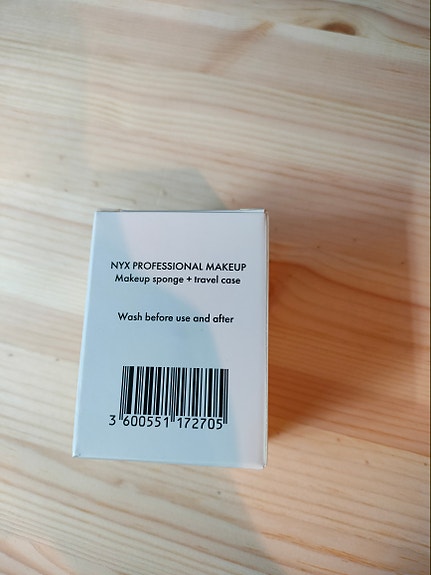 NYX PROFESSIONAL MAKEUP
Makeup sponge + travel case
Wash before use and after
3 600551 172705